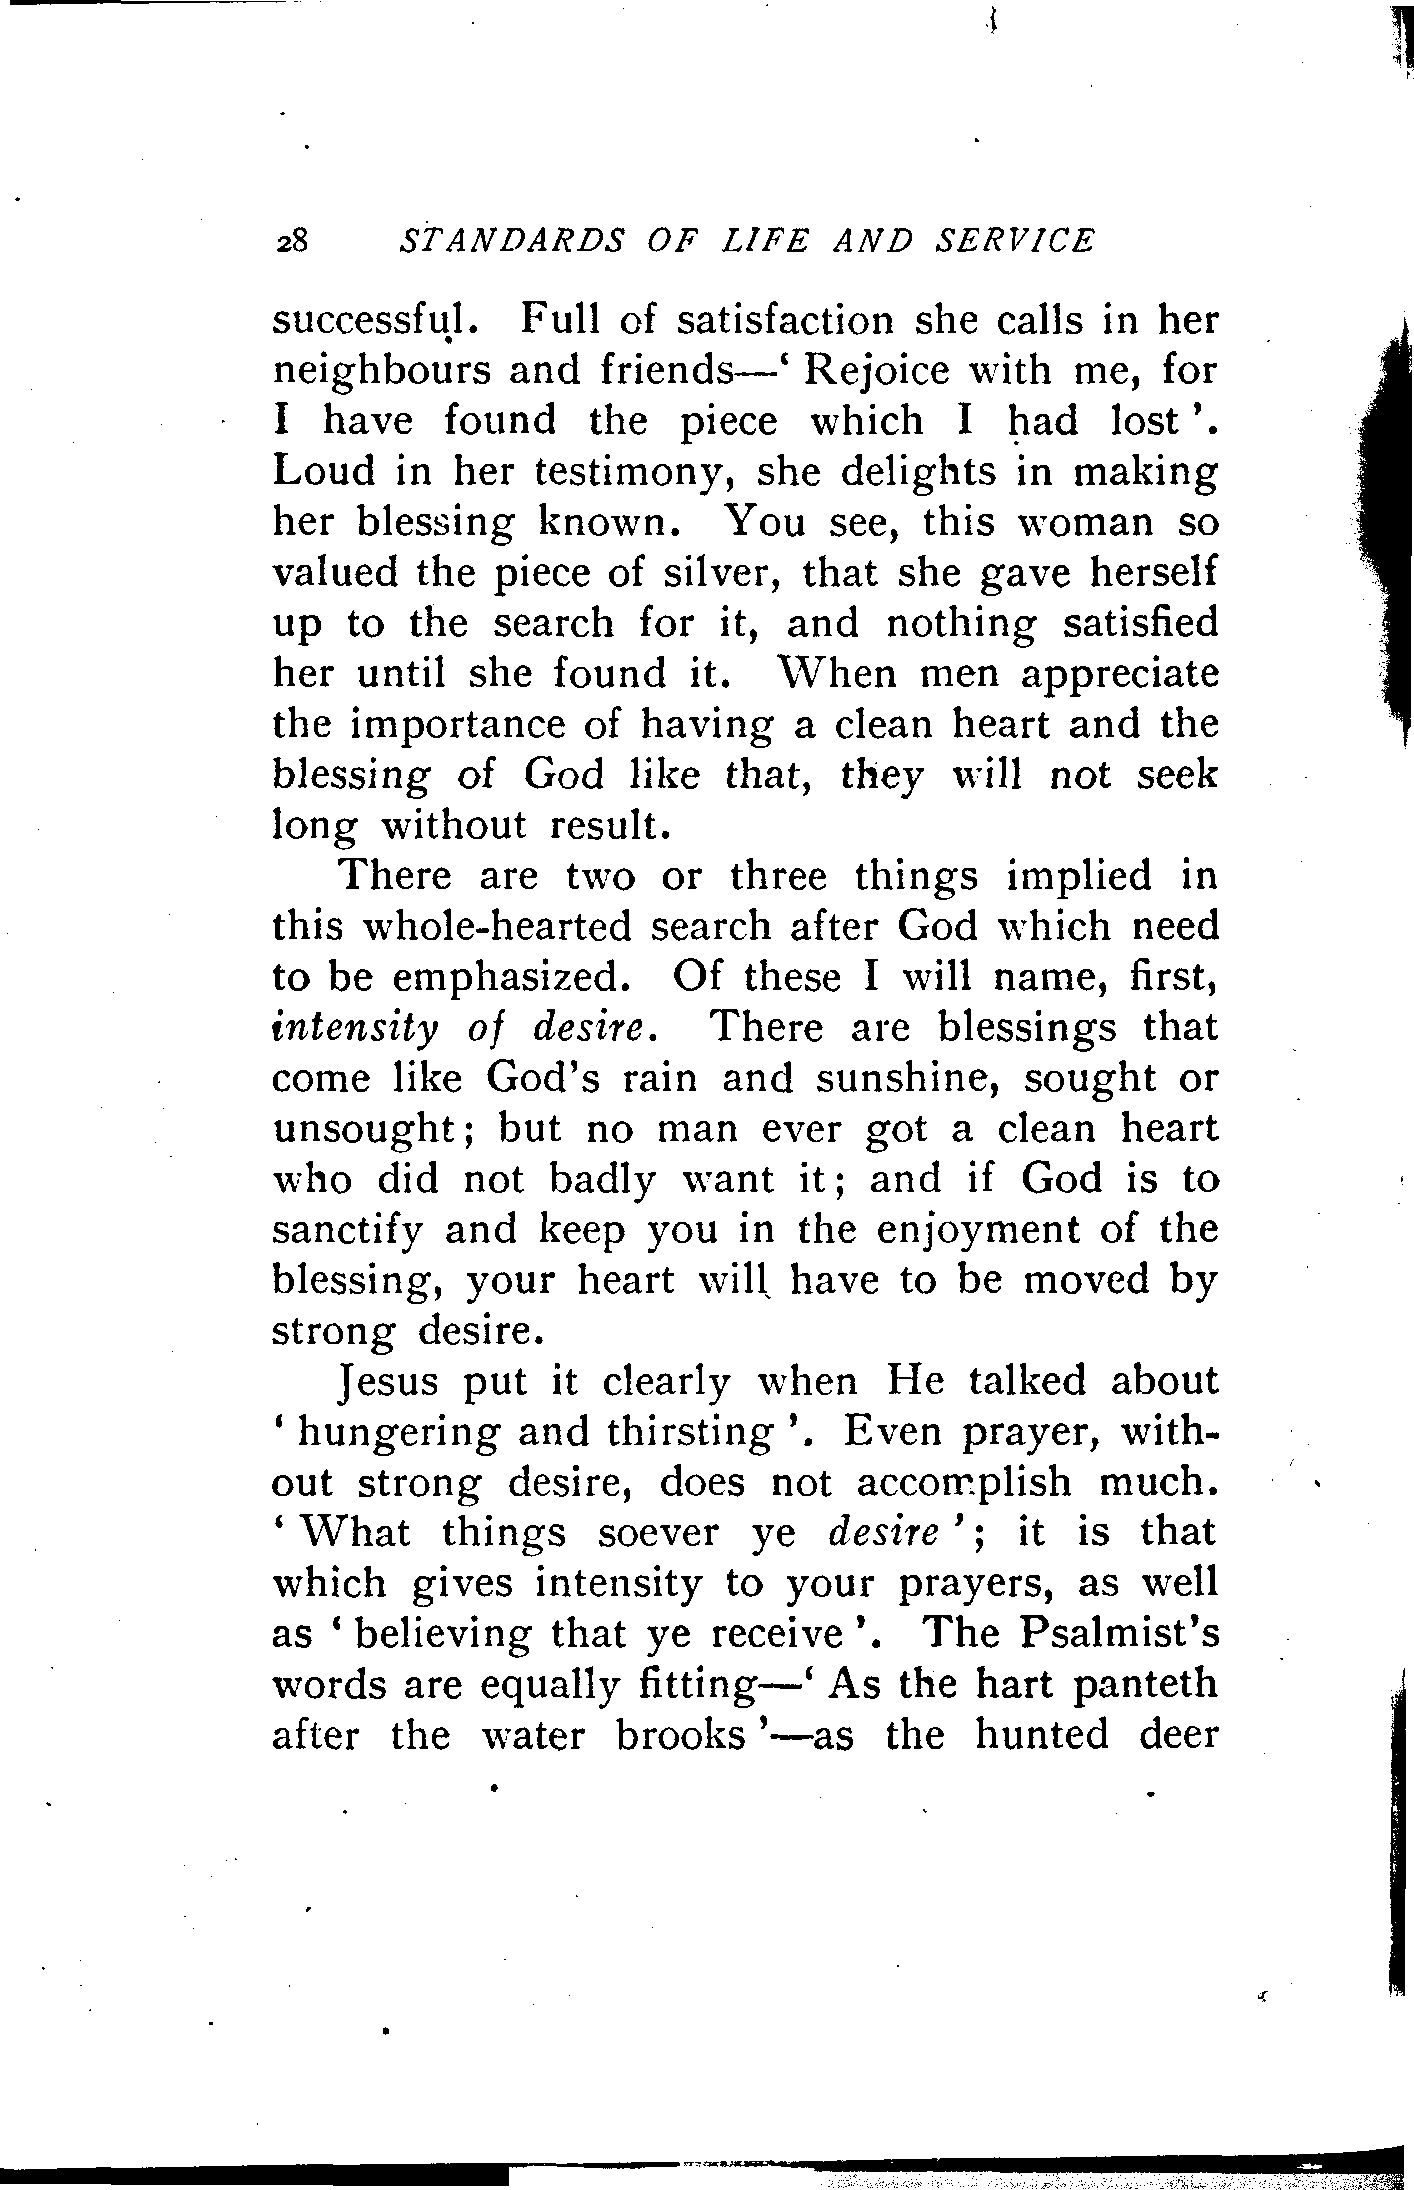 28 STANDARDS OF LIFE AND SERVICE
successful. Full of satisfaction she calls in her
neighbours and friends—‘ Rejoice with me, for
I have found the piece which I had lost ’.
Loud in her testimony, she delights in making
her blessing known. You see, this woman so
valued the piece of silver, that she gave herself
up to the search for it, and nothing satisfied
her until she found it. When men appreciate
the importance of having a clean heart and the
blessing of God like that, they will not seek
long without result.
There are two or three things implied in
this whole-hearted search after God which need
to be emphasized. Of these I will name, first,
intensity of desire. There are blessings that
come like God's rain and sunshine, sought or
unsought; but no man ever got a clean heart
who did not badly want it; and if God is to
sanctify and keep you in the enjoyment of the
blessing, your heart will have to be moved by
strong desire.
Jesus put it clearly when He talked about
‘ hungering and thirsting ’. Even prayer, with-
out strong desire, does not accomplish much.
‘ What things soever ye desire ’; it is that
which gives intensity to your prayers, as well
as ‘ believing that ye receive ’. The Psalmist's
words are equally fitting—‘ As the hart panteth
after the water brooks ’—as the hunted deer